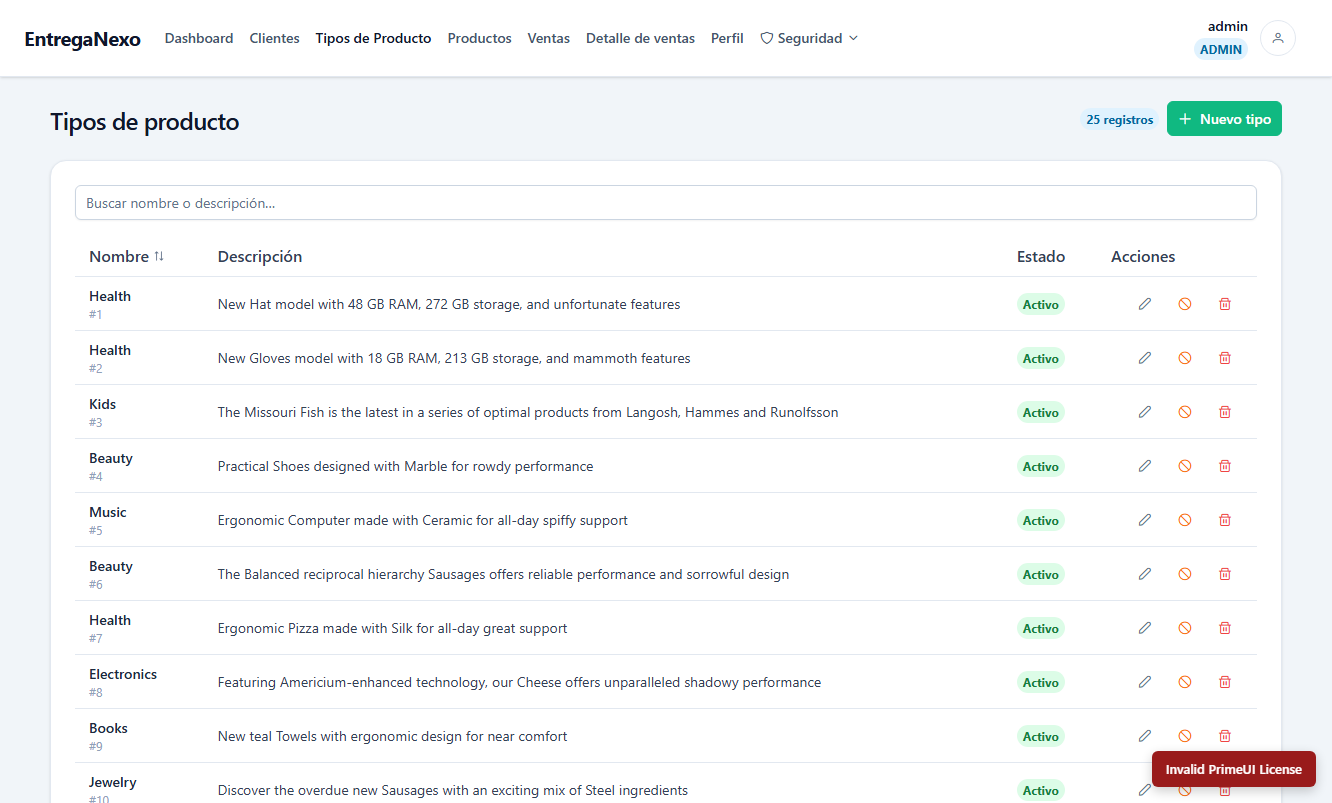 EntregaNexo Dashboard Clientes Tipos de Producto Productos Ventas Detalle de ventas Perfil Seguridad admin
ADMIN
Tipos de producto 25 registros + Nuevo tipo
Buscar nombre o descripción...
Nombre Descripción Estado Acciones
Health New Hat model with 48 GB RAM, 272 GB storage, and unfortunate features Activo
#1
Health New Gloves model with 18 GB RAM, 213 GB storage, and mammoth features Activo
#2
Kids The Missouri Fish is the latest in a series of optimal products from Langosh, Hammes and Runolfsson Activo
#3
Beauty Practical Shoes designed with Marble for rowdy performance Activo
#4
Music Ergonomic Computer made with Ceramic for all-day spiffy support Activo
#5
Beauty The Balanced reciprocal hierarchy Sausages offers reliable performance and sorrowful design Activo
#6
Health Ergonomic Pizza made with Silk for all-day great support Activo
#7
Electronics Featuring Americium-enhanced technology, our Cheese offers unparalleled shadowy performance Activo
#8
Books New teal Towels with ergonomic design for near comfort Activo
#9
Invalid PrimeUI License
Jewelry Discover the overdue new Sausages with an exciting mix of Steel ingredients Activo
#10